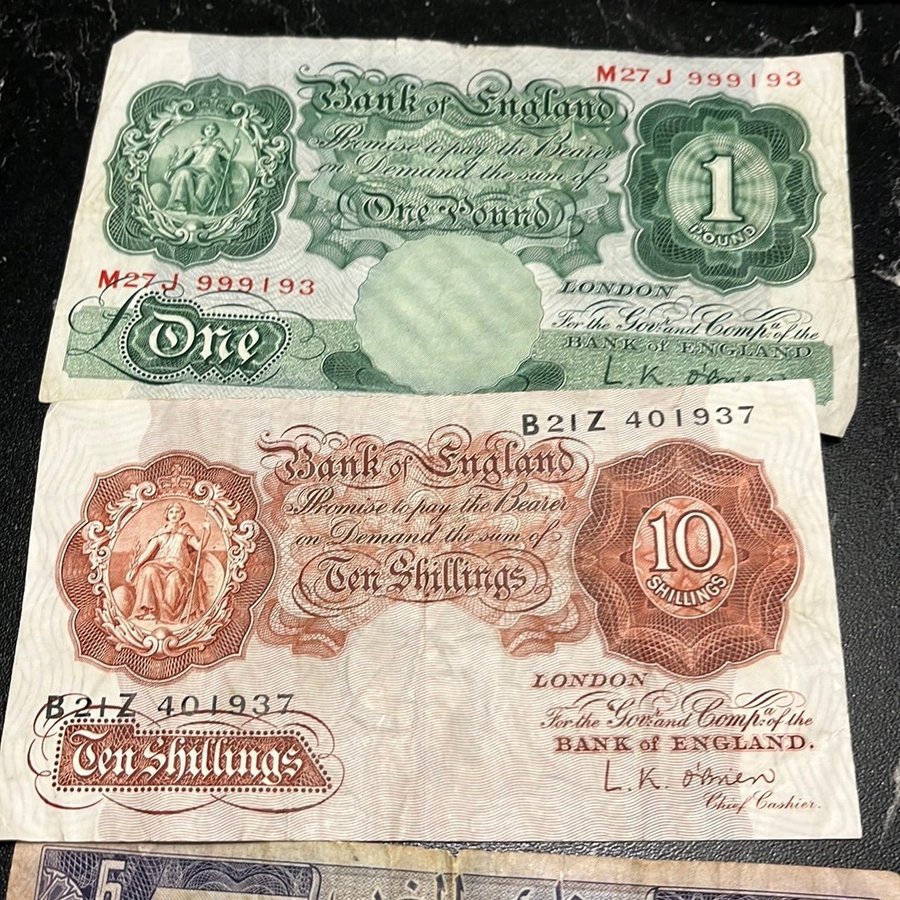 M27J 999193
Bank of England
Promise to pay the Bearer
on Demand the sum of
One Pound
1
POUND
M27J 999193
LONDON
For the Govr. and Compa. of the
BANK of ENGLAND
£One
L.K. O'Brien
B21Z 401937
Bank of England
Promise to pay the Bearer
on Demand the sum of
Ten Shillings
10
SHILLINGS
LONDON
For the Govr. and Compa. of the
BANK of ENGLAND.
B21Z 401937
Ten Shillings
L.K. O'Brien
Chief Cashier.
5